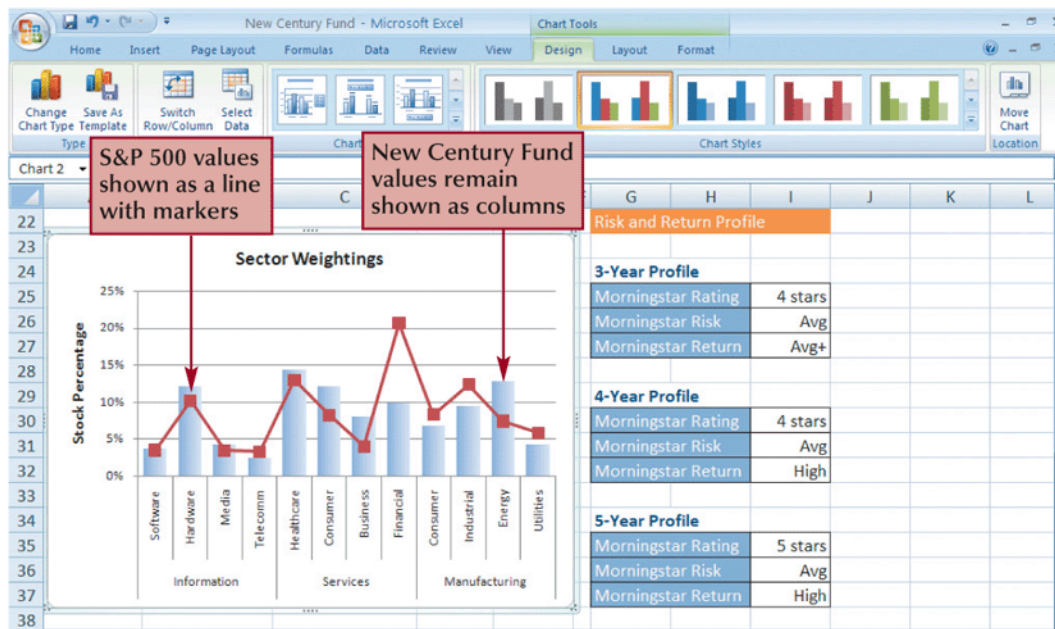 New Century Fund - Microsoft Excel
Chart Tools
Home Insert Page Layout Formulas Data Review View Design Layout Format
Change Chart Type
Save As Template
Switch Row/Column
Select Data
Move Chart
Type
Chart
Chart Styles
Location
Chart 2
S&P 500 values
shown as a line
with markers
New Century Fund
values remain
shown as columns
C G H I J K L
22
23
24
25
26
27
28
29
30
31
32
33
34
35
36
37
38
Sector Weightings
Stock Percentage
25%
20%
15%
10%
5%
0%
Software
Hardware
Media
Telecomm
Healthcare
Consumer
Business
Financial
Consumer
Industrial
Energy
Utilities
Information
Services
Manufacturing
Risk and Return Profile
3-Year Profile
Morningstar Rating 4 stars
Morningstar Risk Avg
Morningstar Return Avg+
4-Year Profile
Morningstar Rating 4 stars
Morningstar Risk Avg
Morningstar Return High
5-Year Profile
Morningstar Rating 5 stars
Morningstar Risk Avg
Morningstar Return High